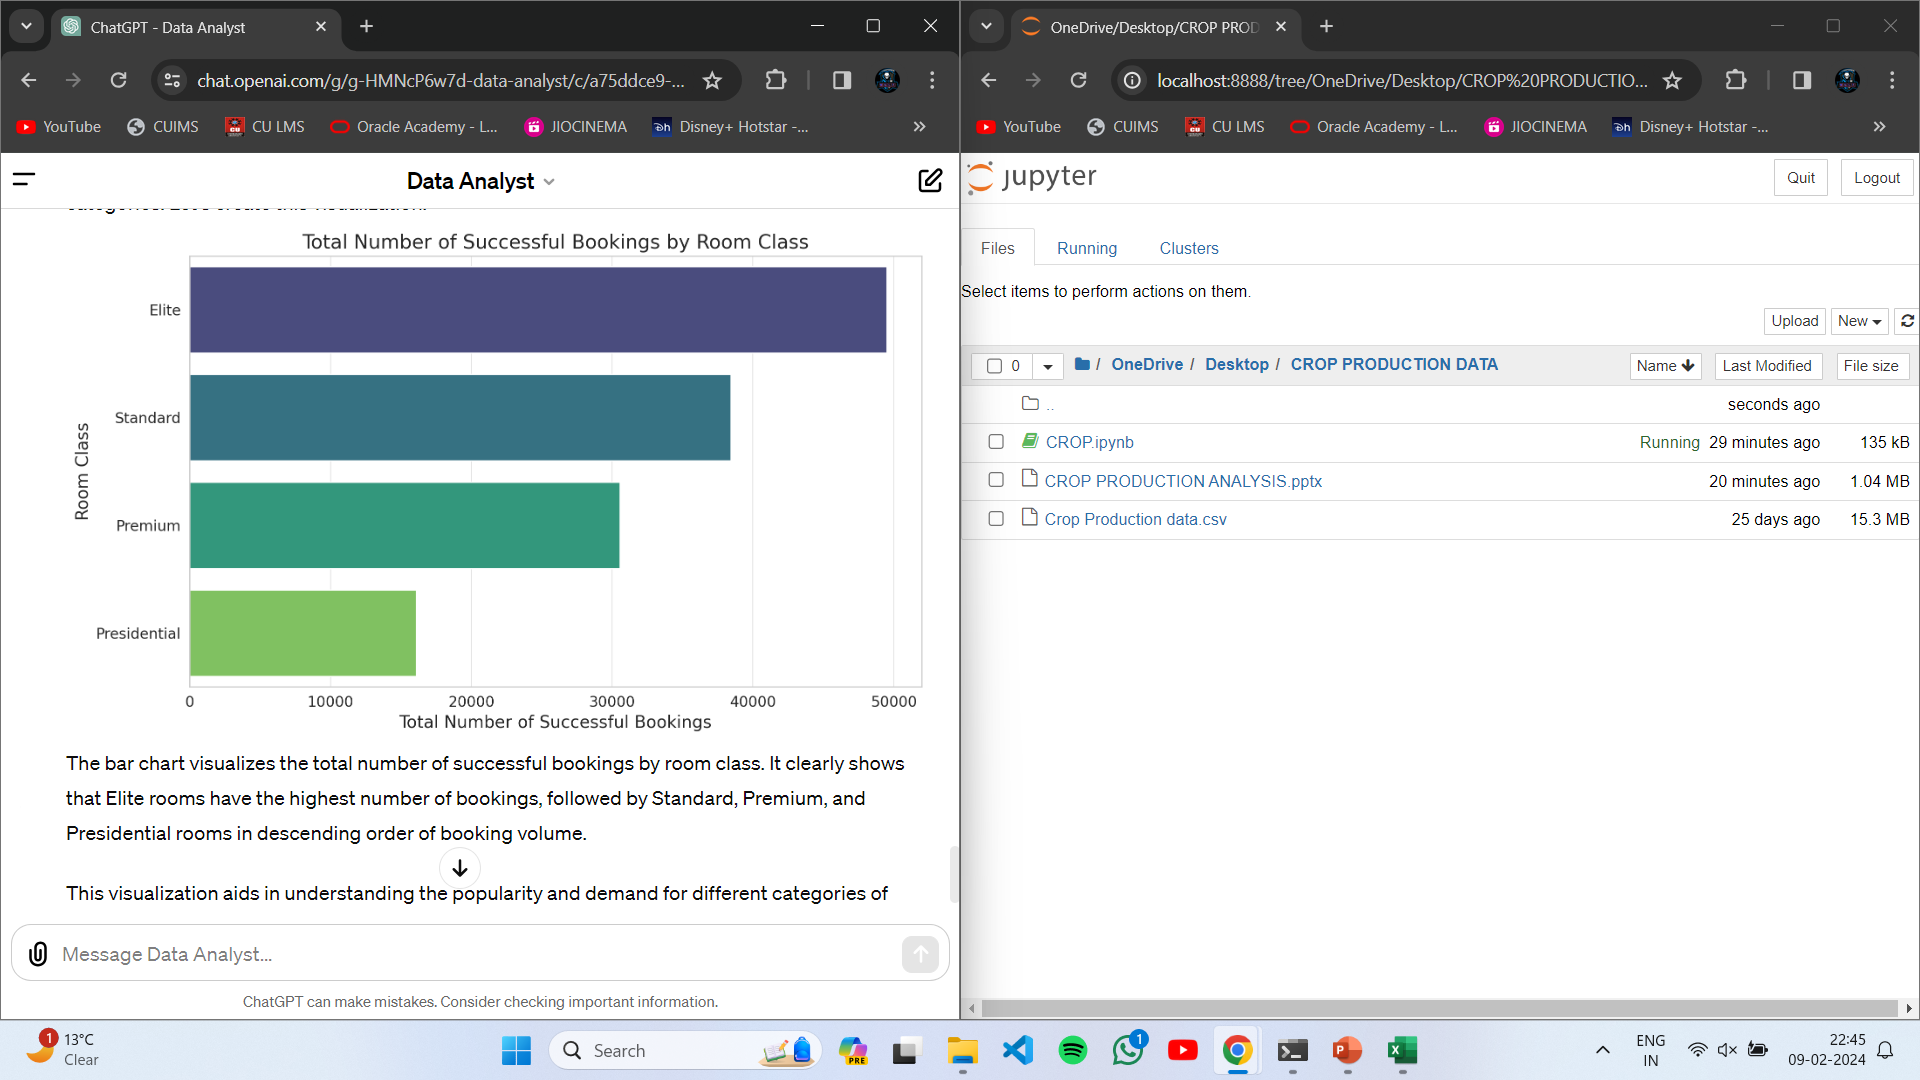 ChatGPT - Data Analyst
chat.openai.com/g/g-HMNcP6w7d-data-analyst/c/a75ddce9-...
YouTube CUIMS CU LMS Oracle Academy - L... JIOCINEMA Disney+ Hotstar -...
Data Analyst
Total Number of Successful Bookings by Room Class
Room Class
Elite
Standard
Premium
Presidential
0 10000 20000 30000 40000 50000
Total Number of Successful Bookings
The bar chart visualizes the total number of successful bookings by room class. It clearly shows
that Elite rooms have the highest number of bookings, followed by Standard, Premium, and
Presidential rooms in descending order of booking volume.
This visualization aids in understanding the popularity and demand for different categories of
Message Data Analyst...
ChatGPT can make mistakes. Consider checking important information.
OneDrive/Desktop/CROP PROD
localhost:8888/tree/OneDrive/Desktop/CROP%20PRODUCTIO...
YouTube CUIMS CU LMS Oracle Academy - L... JIOCINEMA Disney+ Hotstar -...
jupyter Quit Logout
Files Running Clusters
Select items to perform actions on them.
Upload New
0 / OneDrive / Desktop / CROP PRODUCTION DATA Name Last Modified File size
.. seconds ago
CROP.ipynb Running 29 minutes ago 135 kB
CROP PRODUCTION ANALYSIS.pptx 20 minutes ago 1.04 MB
Crop Production data.csv 25 days ago 15.3 MB
1 13°C
Clear
Search
PRE
1
ENG
IN
22:45
09-02-2024